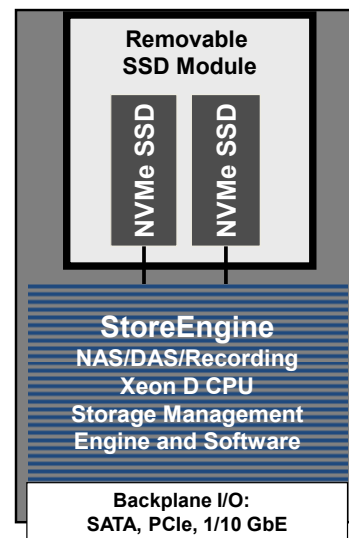 Removable
SSD Module
NVMe SSD
NVMe SSD
StoreEngine
NAS/DAS/Recording
Xeon D CPU
Storage Management
Engine and Software
Backplane I/O:
SATA, PCIe, 1/10 GbE